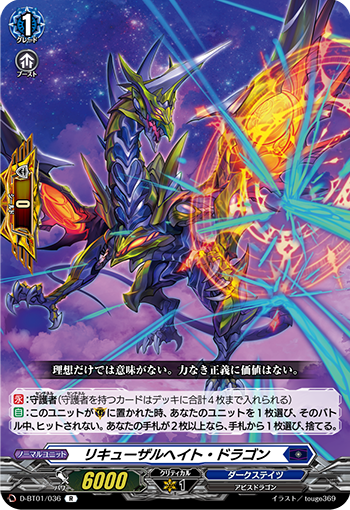 1
グレード
ブースト
シールド
0
理想だけでは意味がない。力なき正義に価値はない。
永:守護者(守護者を持つカードはデッキに合計4枚まで入れられる)
自:このユニットがGに置かれた時、あなたのユニットを1枚選び、そのバト
ル中、ヒットされない。あなたの手札が2枚以上なら、手札から1枚選び、捨てる。
ノーマルユニット
リキューザルヘイト・ドラゴン
パワー
6000
クリティカル
1
ダークステイツ
アビスドラゴン
D-BT01/036 R
イラスト/touge369